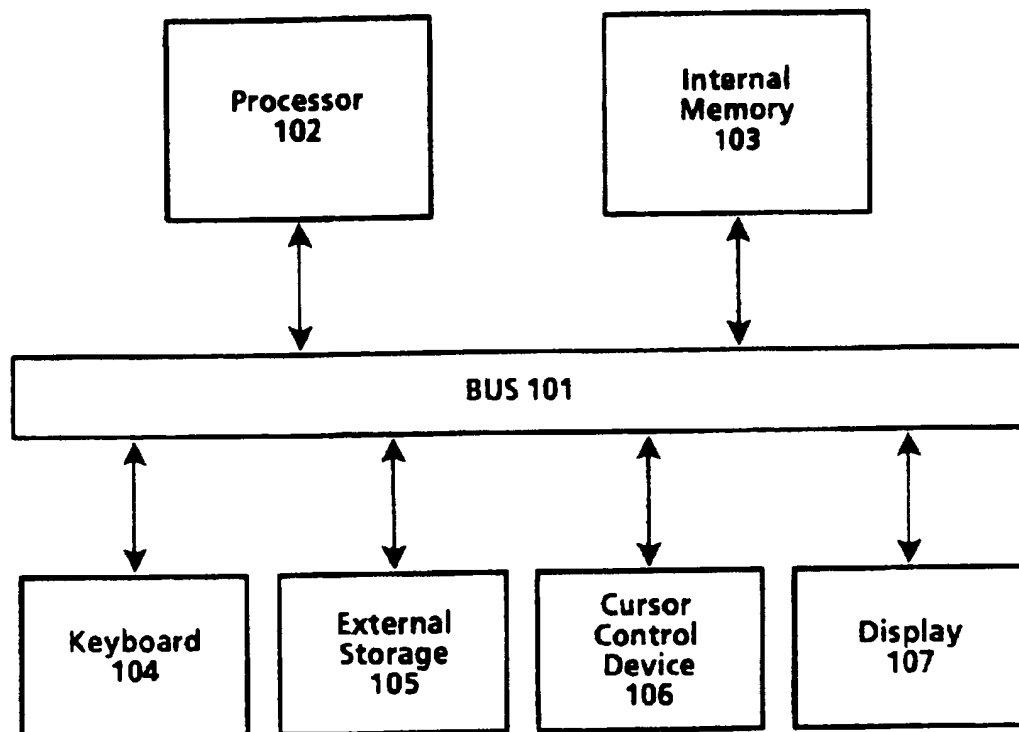 Processor
102
Internal
Memory
103
BUS 101
Keyboard
104
External
Storage
105
Cursor
Control
Device
106
Display
107